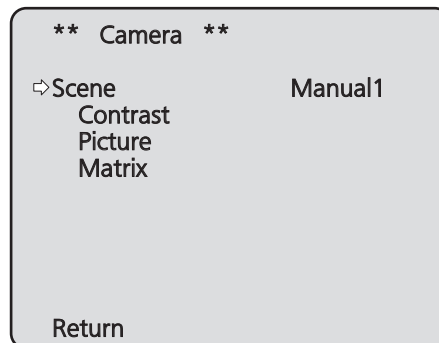 ** Camera **
⇨Scene Manual1
Contrast
Picture
Matrix
Return